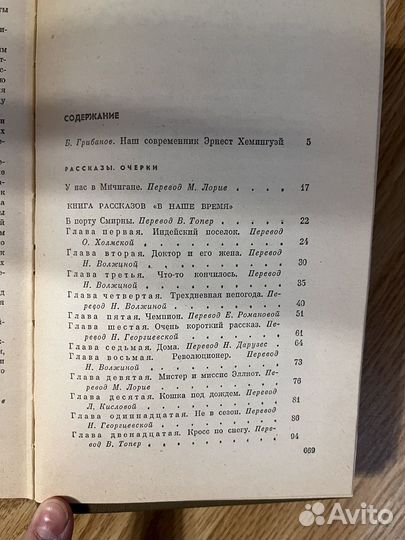 СОДЕРЖАНИЕ
Б. Грибанов. Наш современник Эрнест Хемингуэй 5
РАССКАЗЫ. ОЧЕРКИ
У нас в Мичигане. Перевод М. Лорие . . . . . 17
КНИГА РАССКАЗОВ «В НАШЕ ВРЕМЯ»
В порту Смирны. Перевод В. Топер . . . . . 22
Глава первая. Индейский поселок. Перевод
О. Холмской . . . . . . . . . 24
Глава вторая. Доктор и его жена. Перевод
Н. Волжиной . . . . . . . . . 30
Глава третья. Что-то кончилось. Перевод
Н. Волжиной . . . . . . . . . 35
Глава четвертая. Трехдневная непогода. Пе-
ревод Н. Волжиной . . . . . . . 40
Глава пятая. Чемпион. Перевод Е. Романовой 51
Глава шестая. Очень короткий рассказ. Пе-
ревод Н. Георгиевской . . . . . . 61
Глава седьмая. Дома. Перевод Н. Дарузес . . 64
Глава восьмая. Революционер. Перевод
Н. Волжиной . . . . . . . . . 73
Глава девятая. Мистер и миссис Эллиот. Пе-
ревод М. Лорие . . . . . . . . 76
Глава десятая. Кошка под дождем. Перевод
Л. Кисловой . . . . . . . . . 81
Глава одиннадцатая. Не в сезон. Перевод
Н. Георгиевской . . . . . . . . 86
Глава двенадцатая. Кросс по снегу. Пере-
вод В. Топер . . . . . . . . . 94
669
Avito